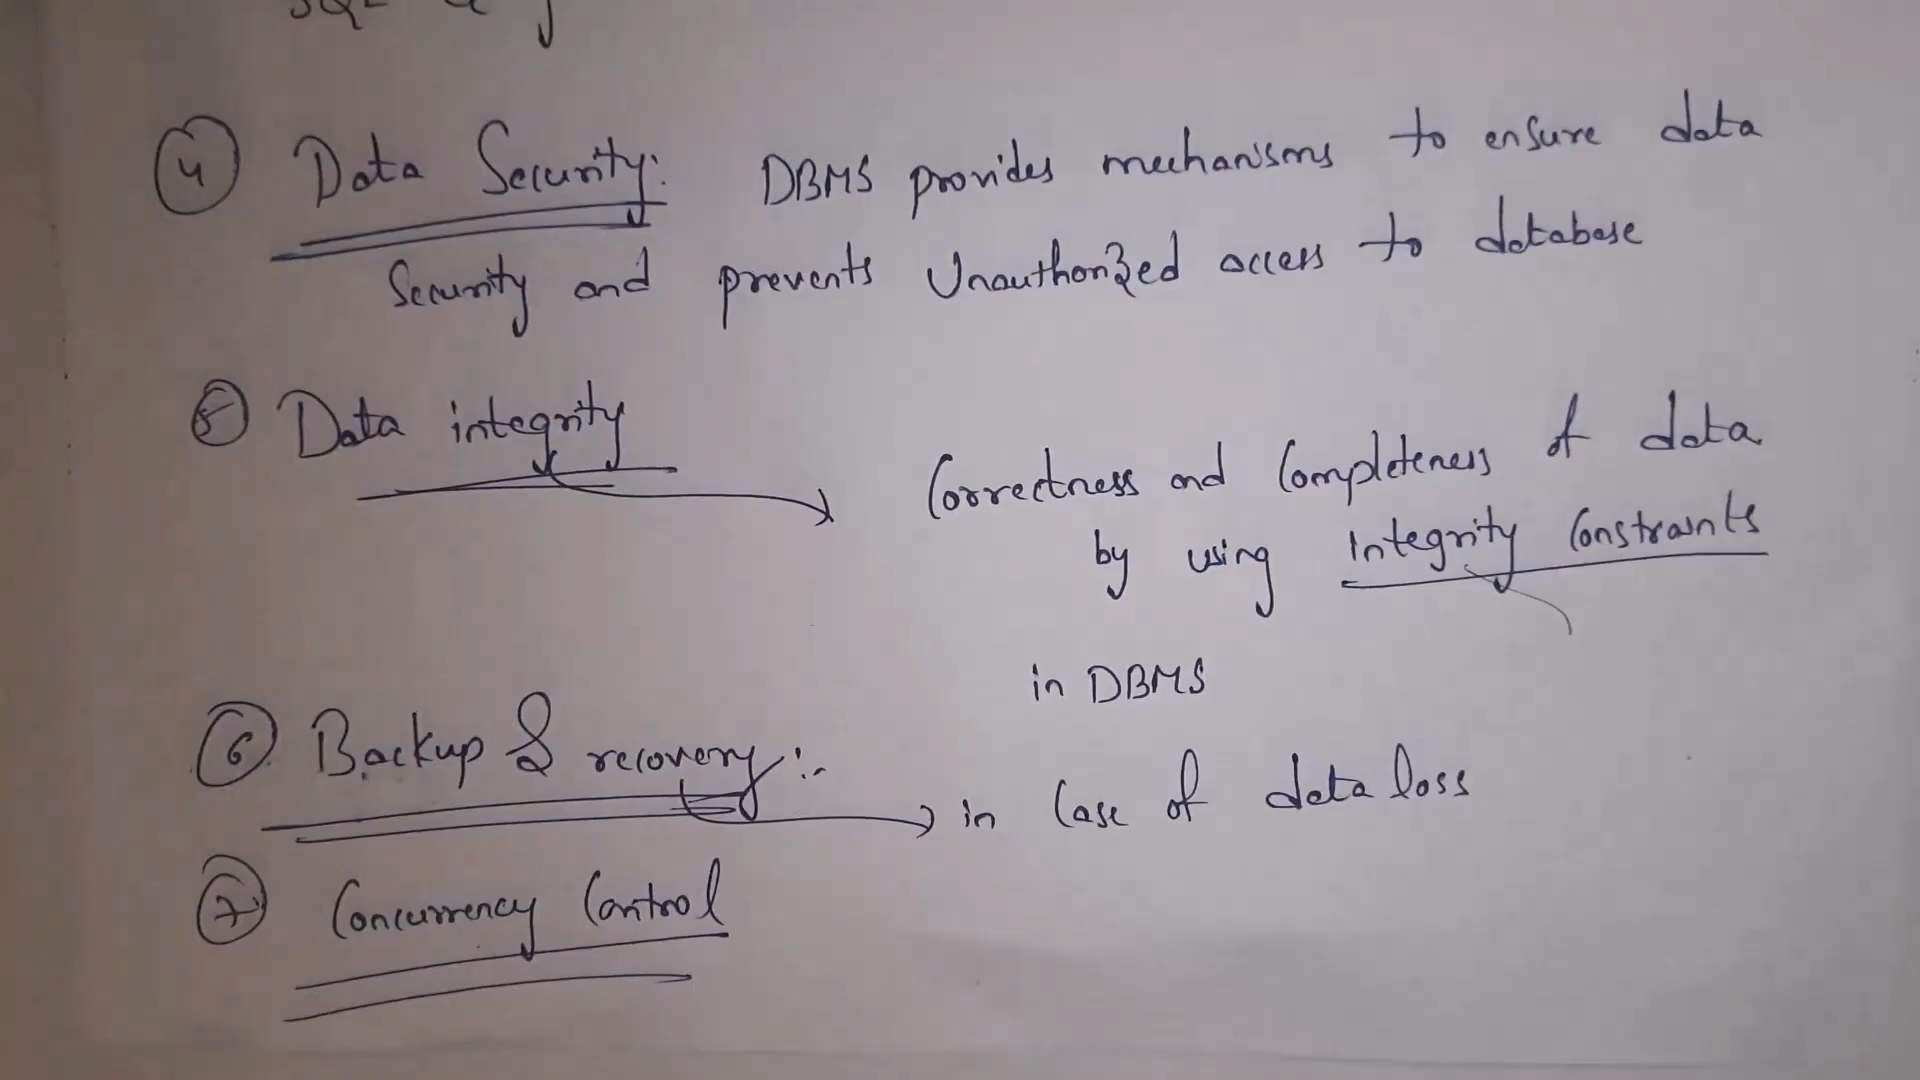 SQL
④ Data Security: DBMS provides mechanisms to ensure data
Security and prevents Unauthorized access to database
⑤ Data integrity → Correctness and Completeness of data
by using integrity Constraints
in DBMS
⑥ Backup & recovery :- → in Case of data loss
⑦ Concurrency Control